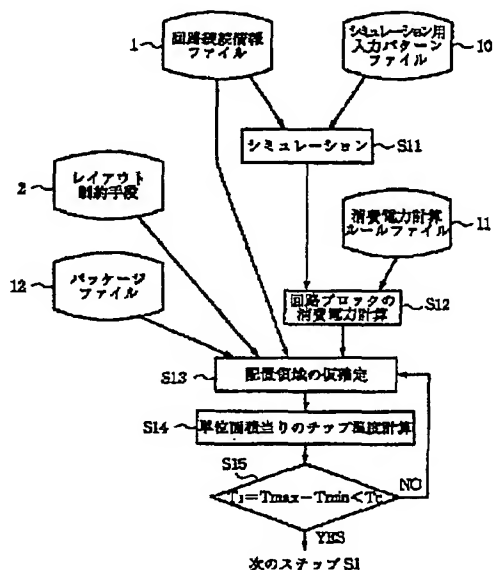 1
回路接続情報
ファイル
シミュレーション用
入力パターン
ファイル
10
シミュレーション
S11
2
レイアウト
制約手段
消費電力計算
ルールファイル
11
12
パッケージ
ファイル
回路ブロックの
消費電力計算
S12
S13
配置領域の仮推定
S14
単位面積当りのチップ温度計算
S15
T₁=Tmax−Tmin<Tc
NO
YES
次のステップS1